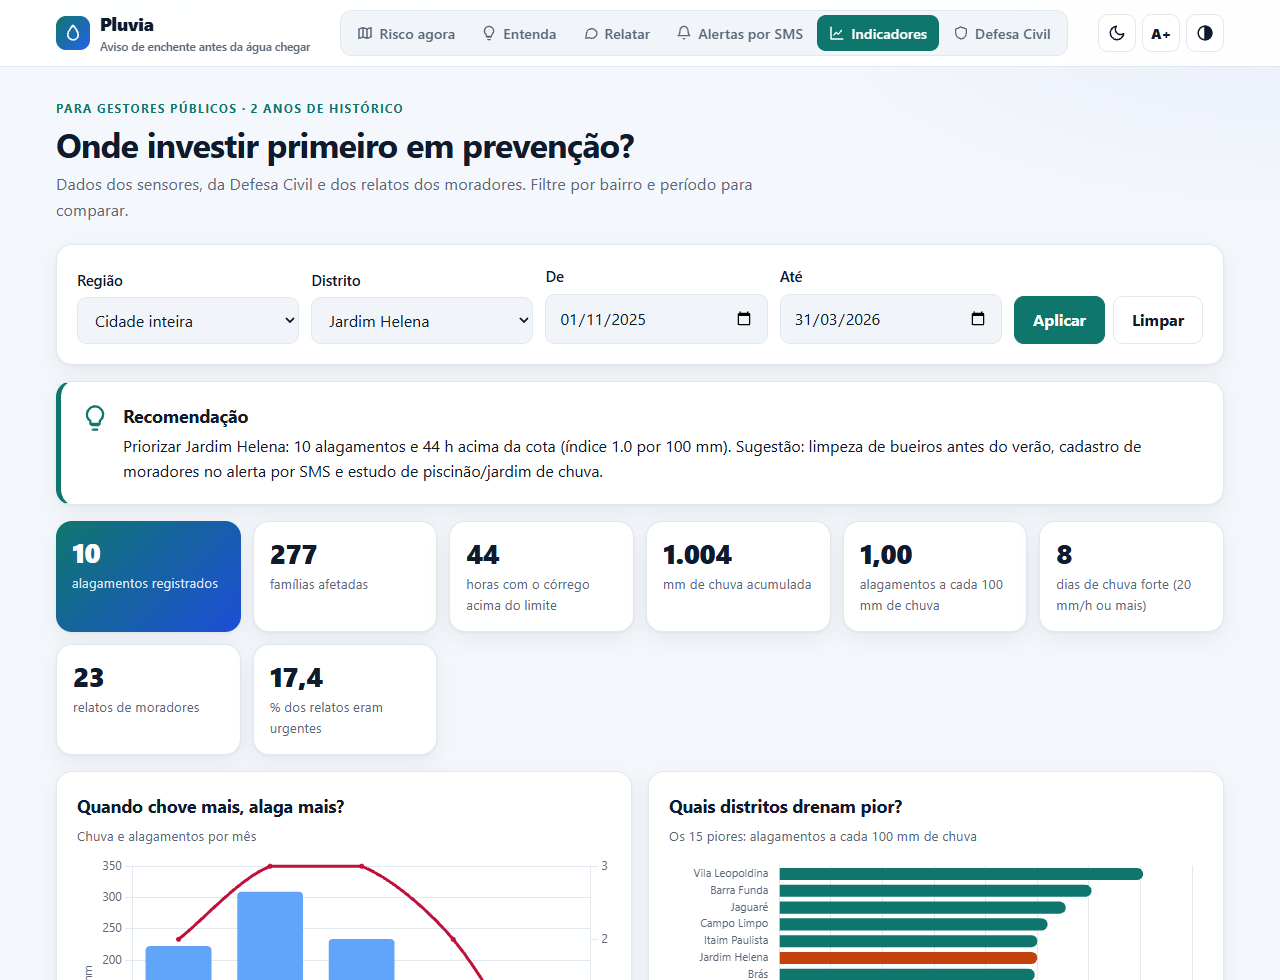 Pluvia
Aviso de enchente antes da água chegar
Risco agora
Entenda
Relatar
Alertas por SMS
Indicadores
Defesa Civil
A+
PARA GESTORES PÚBLICOS · 2 ANOS DE HISTÓRICO
Onde investir primeiro em prevenção?
Dados dos sensores, da Defesa Civil e dos relatos dos moradores. Filtre por bairro e período para
comparar.
Região
Distrito
De
Até
Cidade inteira
Jardim Helena
01/11/2025
31/03/2026
Aplicar
Limpar
Recomendação
Priorizar Jardim Helena: 10 alagamentos e 44 h acima da cota (índice 1.0 por 100 mm). Sugestão: limpeza de bueiros antes do verão, cadastro de
moradores no alerta por SMS e estudo de piscinão/jardim de chuva.
10
alagamentos registrados
277
famílias afetadas
44
horas com o córrego
acima do limite
1.004
mm de chuva acumulada
1,00
alagamentos a cada 100
mm de chuva
8
dias de chuva forte (20
mm/h ou mais)
23
relatos de moradores
17,4
% dos relatos eram
urgentes
Quando chove mais, alaga mais?
Chuva e alagamentos por mês
350
300
250
200
mm
3
2
Quais distritos drenam pior?
Os 15 piores: alagamentos a cada 100 mm de chuva
Vila Leopoldina
Barra Funda
Jaguaré
Campo Limpo
Itaim Paulista
Jardim Helena
Brás